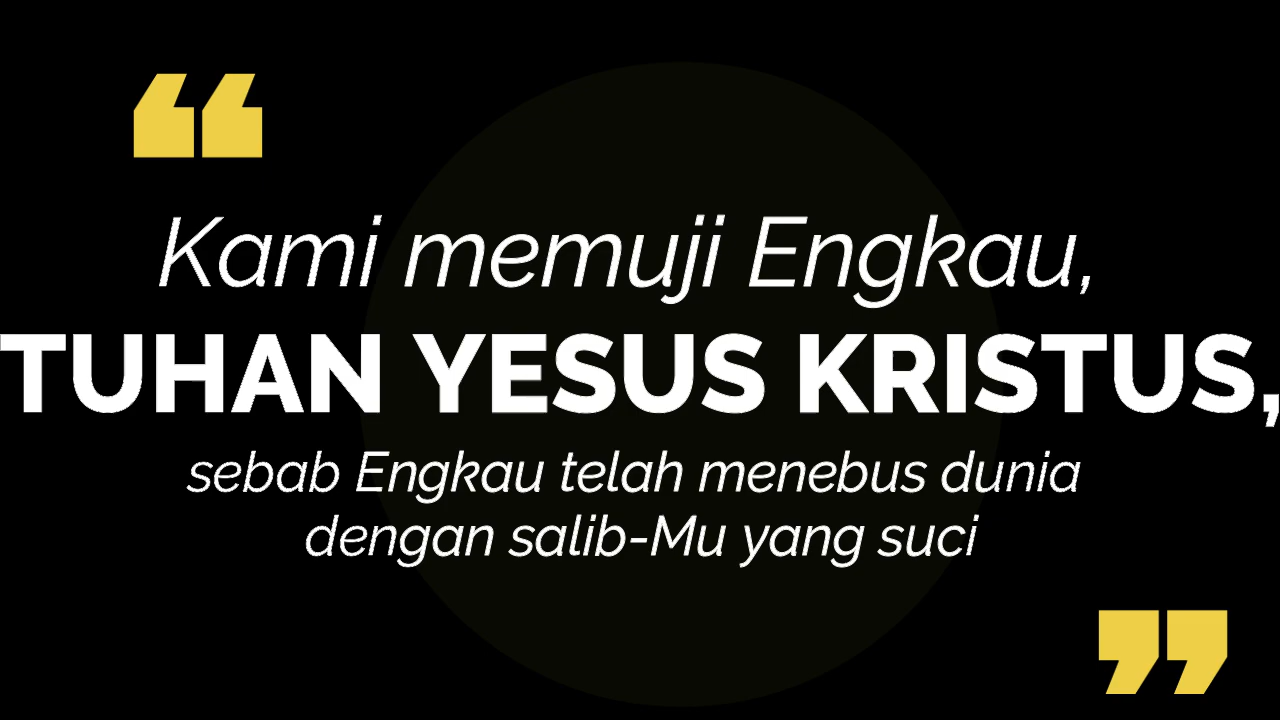 “
Kami memuji Engkau,
TUHAN YESUS KRISTUS,
sebab Engkau telah menebus dunia
dengan salib-Mu yang suci
”